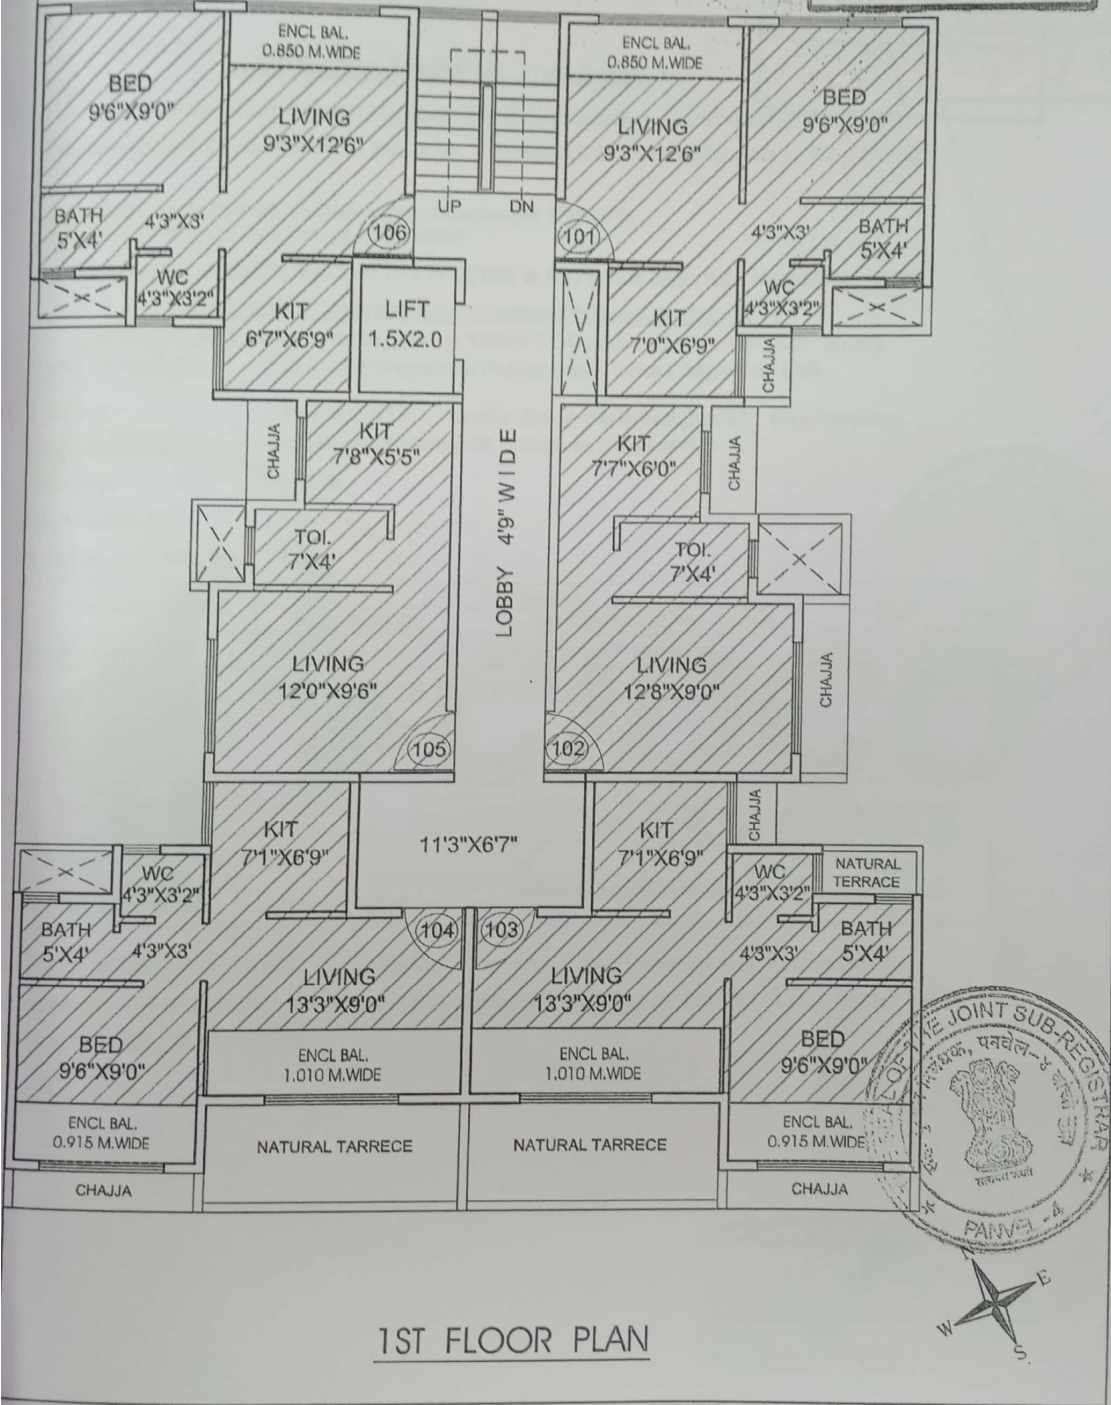 ENCL BAL.
0.850 M.WIDE
ENCL BAL.
0.850 M.WIDE
BED
9'6"X9'0"
LIVING
9'3"X12'6"
LIVING
9'3"X12'6"
BED
9'6"X9'0"
UP
DN
BATH
5'X4'
4'3"X3'
106
101
4'3"X3'
BATH
5'X4'
WC
4'3"X3'2"
KIT
6'7"X6'9"
LIFT
1.5X2.0
KIT
7'0"X6'9"
WC
4'3"X3'2"
CHAJJA
CHAJJA
KIT
7'8"X5'5"
LOBBY 4'9" WIDE
KIT
7'7"X6'0"
CHAJJA
TOI.
7'X4'
TOI.
7'X4'
LIVING
12'0"X9'6"
LIVING
12'8"X9'0"
CHAJJA
105
102
KIT
7'1"X6'9"
11'3"X6'7"
KIT
7'1"X6'9"
CHAJJA
WC
4'3"X3'2"
WC
4'3"X3'2"
NATURAL
TERRACE
BATH
5'X4'
4'3"X3'
104
103
4'3"X3'
BATH
5'X4'
LIVING
13'3"X9'0"
LIVING
13'3"X9'0"
BED
9'6"X9'0"
ENCL BAL.
1.010 M.WIDE
ENCL BAL.
1.010 M.WIDE
BED
9'6"X9'0"
ENCL BAL.
0.915 M.WIDE
NATURAL TARRECE
NATURAL TARRECE
ENCL BAL.
0.915 M.WIDE
CHAJJA
CHAJJA
SEAL OF THE JOINT SUB-REGISTRAR
पनवेल-४
PANVEL-4
N
E
W
S.
1ST FLOOR PLAN